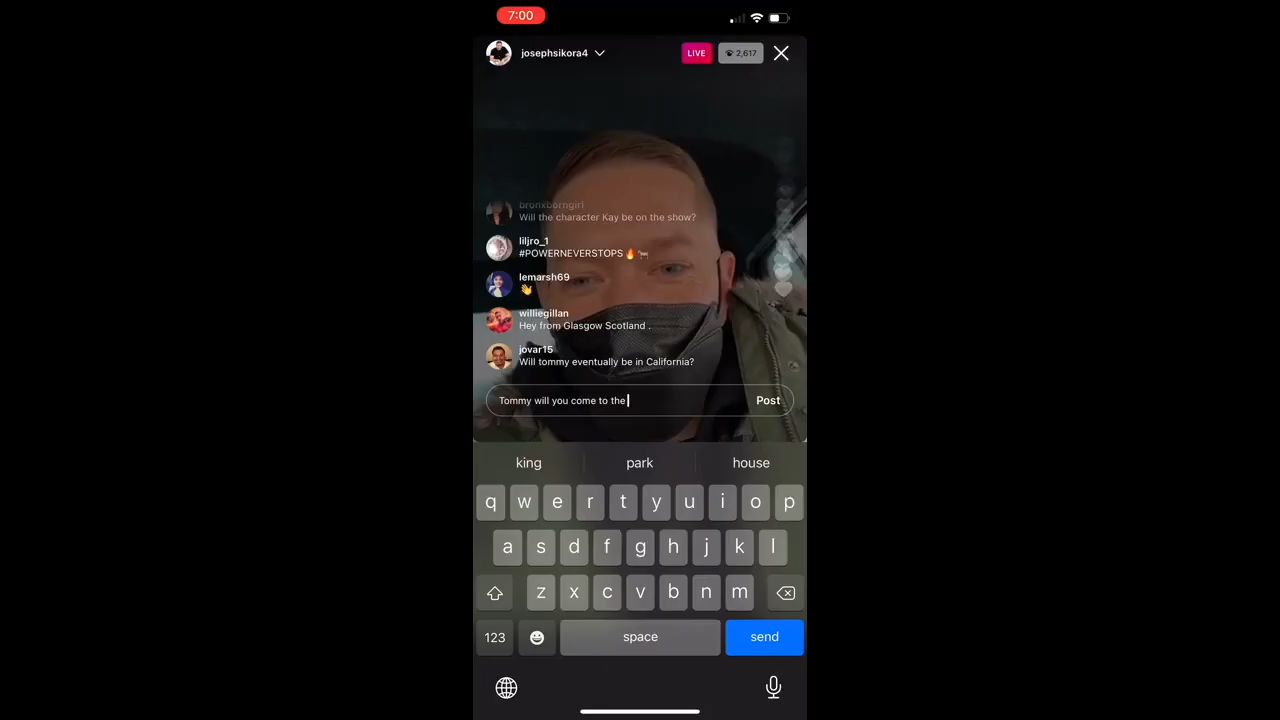 7:00
josephsikora4
LIVE
2,617
bronxborngirl
Will the character Kay be on the show?
liljro_1
#POWERNEVERSTOPS🔥🐂
lemarsh69
👋
williegillan
Hey from Glasgow Scotland .
jovar15
Will tommy eventually be in California?
Tommy will you come to the
Post
king park house
q w e r t y u i o p
a s d f g h j k l
z x c v b n m
123 space send